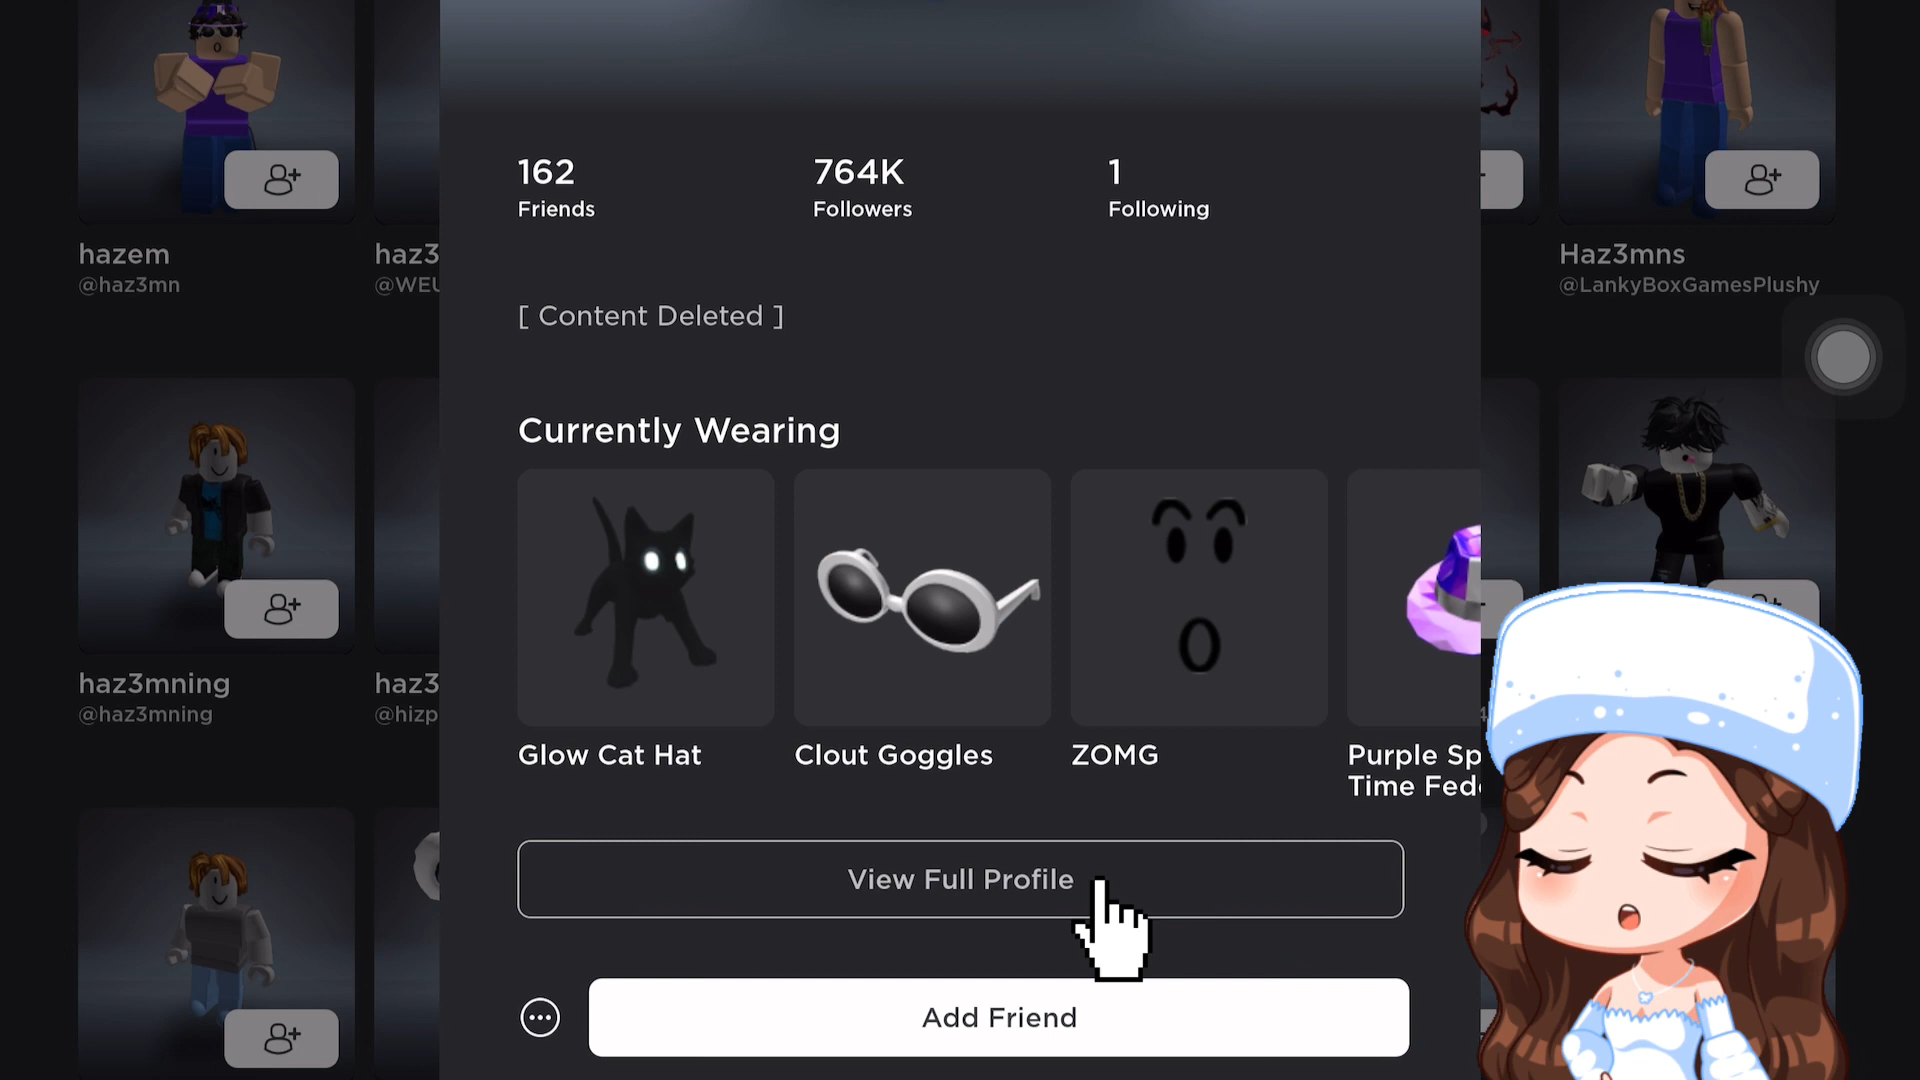 162
Friends
764K
Followers
1
Following
hazem
@haz3mn
haz3
@WEU
Haz3mns
@LankyBoxGamesPlushy
[ Content Deleted ]
Currently Wearing
Glow Cat Hat
Clout Goggles
ZOMG
Purple Sp
Time Fed
haz3mning
@haz3mning
haz3
@hizp
View Full Profile
Add Friend